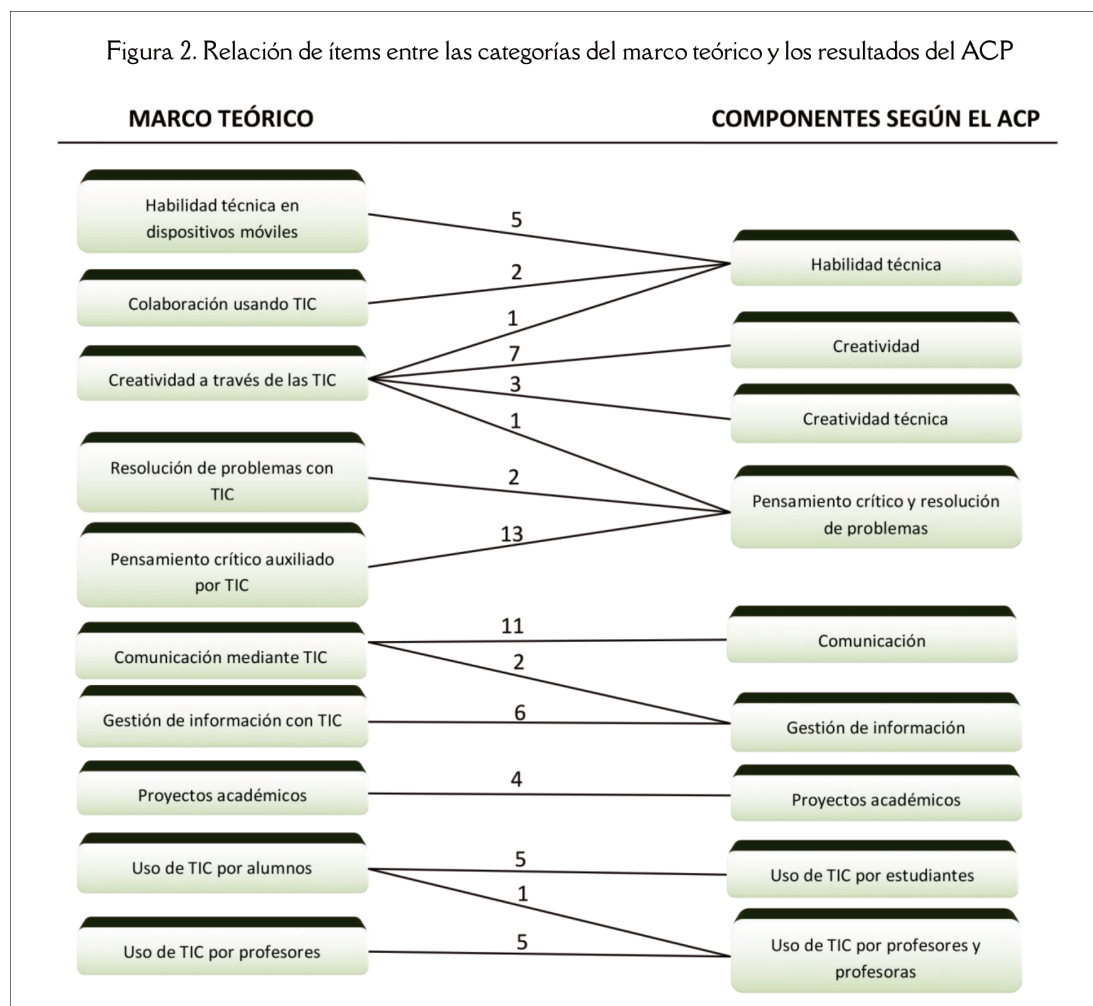 Figura 2. Relación de ítems entre las categorías del marco teórico y los resultados del ACP
MARCO TEÓRICO
COMPONENTES SEGÚN EL ACP
Habilidad técnica en
dispositivos móviles
5
Habilidad técnica
Colaboración usando TIC
2
1
Creatividad a través de las TIC
7
Creatividad
3
Creatividad técnica
1
Resolución de problemas con
TIC
2
Pensamiento crítico y resolución
de problemas
Pensamiento crítico auxiliado
por TIC
13
Comunicación mediante TIC
11
Comunicación
2
Gestión de información con TIC
6
Gestión de información
Proyectos académicos
4
Proyectos académicos
Uso de TIC por alumnos
5
Uso de TIC por estudiantes
1
Uso de TIC por profesores
5
Uso de TIC por profesores y
profesoras